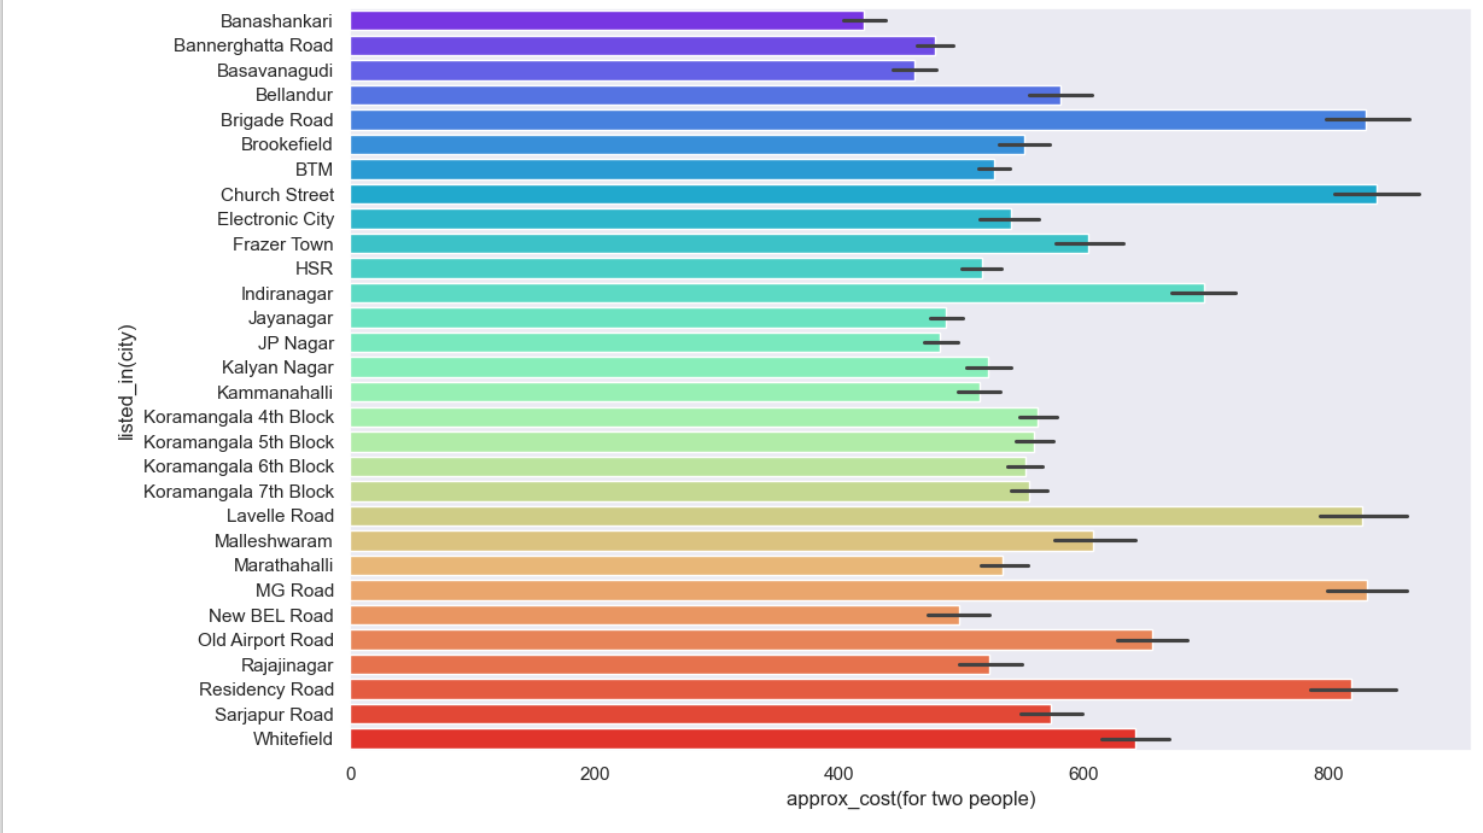 Banashankari
Bannerghatta Road
Basavanagudi
Bellandur
Brigade Road
Brookefield
BTM
Church Street
Electronic City
Frazer Town
HSR
Indiranagar
Jayanagar
JP Nagar
Kalyan Nagar
Kammanahalli
Koramangala 4th Block
Koramangala 5th Block
Koramangala 6th Block
Koramangala 7th Block
Lavelle Road
Malleshwaram
Marathahalli
MG Road
New BEL Road
Old Airport Road
Rajajinagar
Residency Road
Sarjapur Road
Whitefield
listed_in(city)
0 200 400 600 800
approx_cost(for two people)